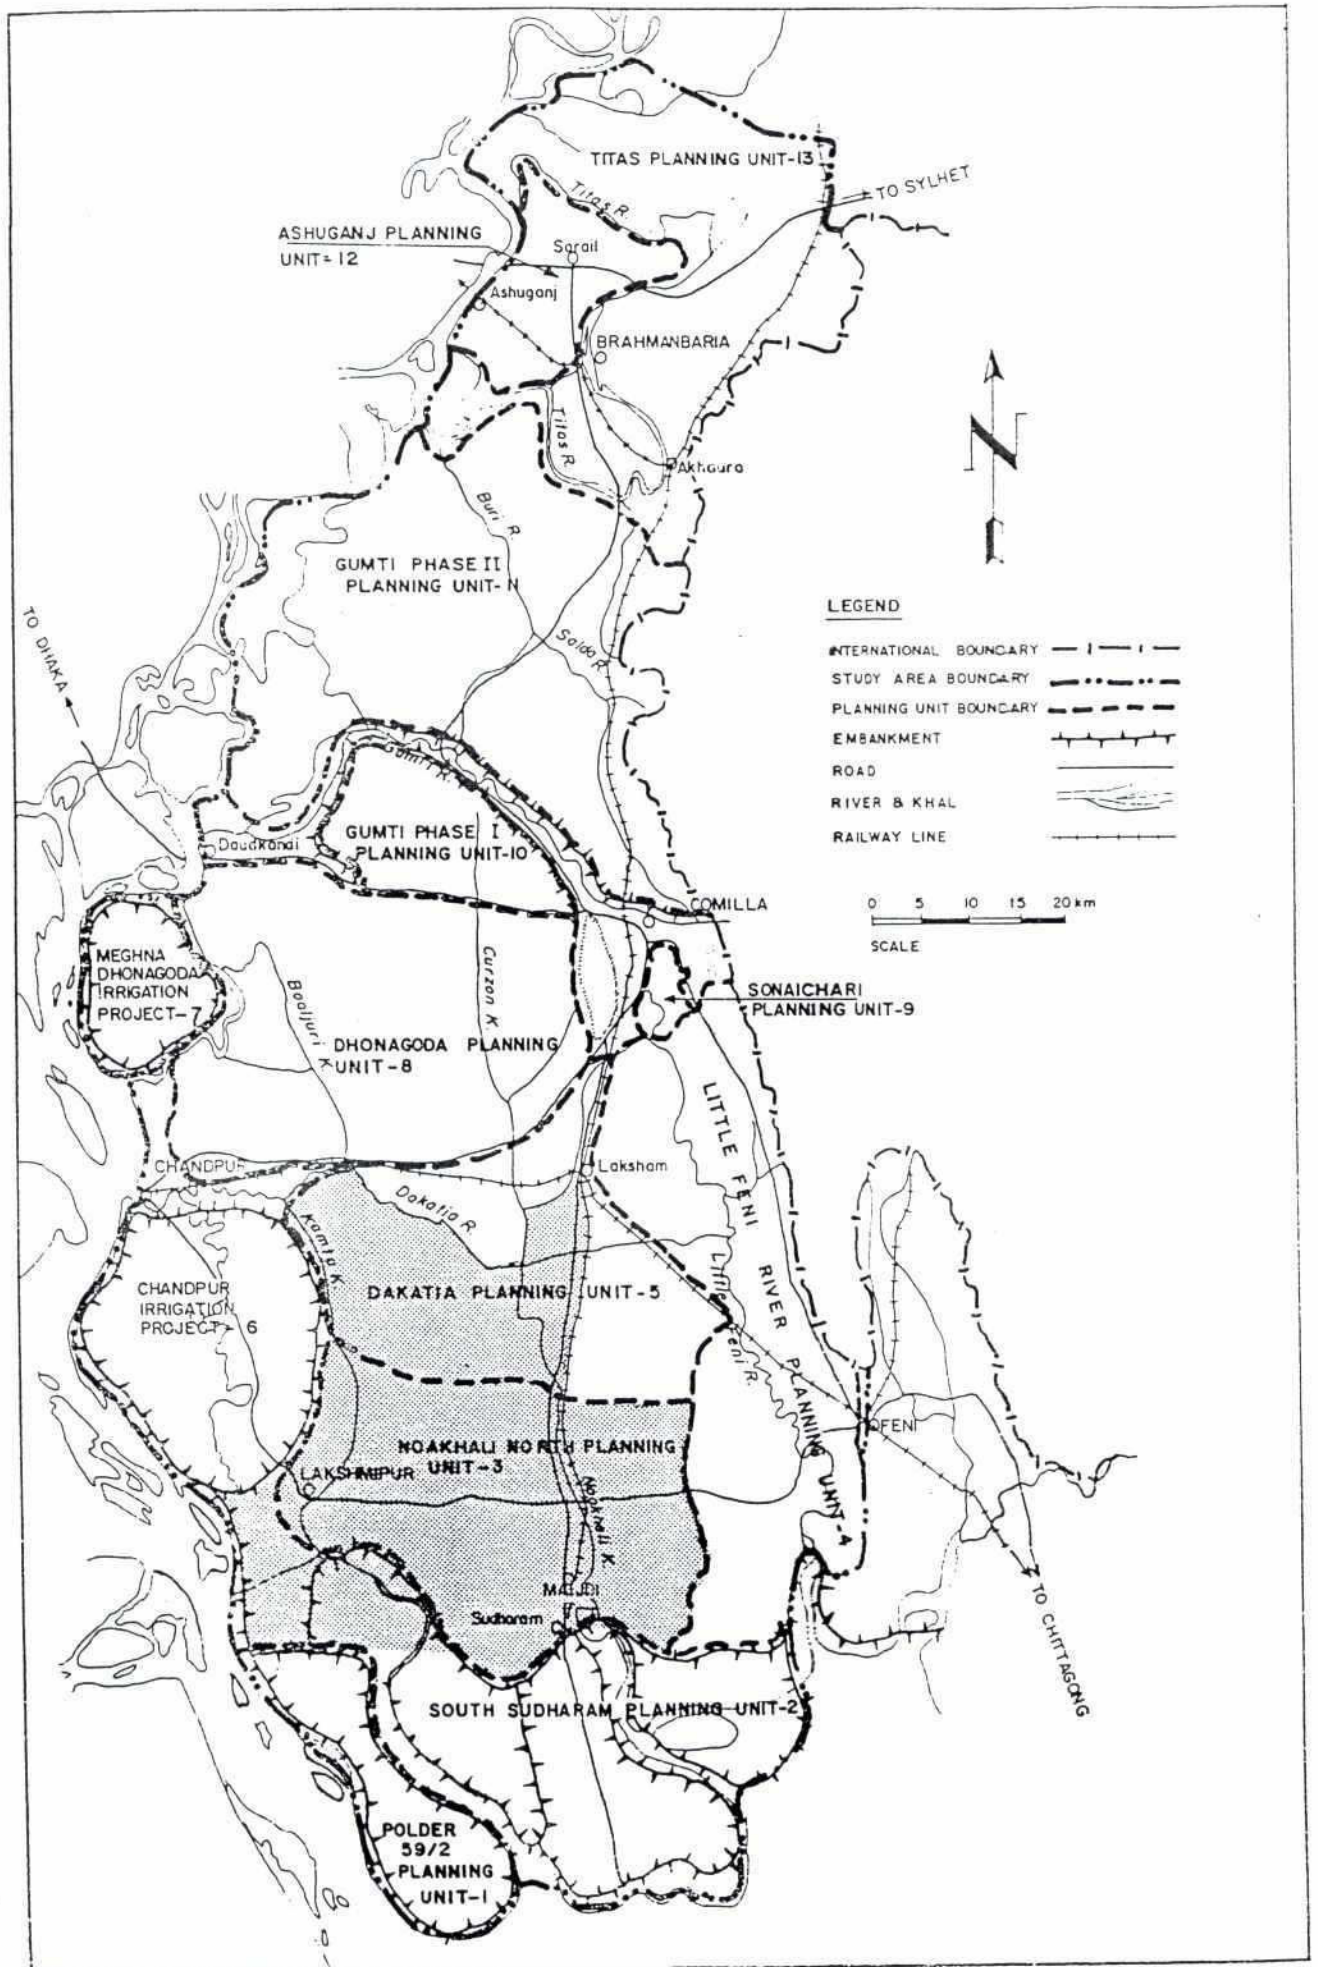 TITAS PLANNING UNIT-13
TO SYLHET
Titas R.
ASHUGANJ PLANNING
UNIT-12
Sarail
Ashuganj
BRAHMANBARIA
Titas R.
Akhaura
Buri R.
GUMTI PHASE II
PLANNING UNIT-11
Salda R.
TO DHAKA
LEGEND
INTERNATIONAL BOUNDARY
STUDY AREA BOUNDARY
PLANNING UNIT BOUNDARY
EMBANKMENT
ROAD
RIVER & KHAL
RAILWAY LINE
Gumti R.
GUMTI PHASE I
PLANNING UNIT-10
Daudkandi
COMILLA
0 5 10 15 20 km
SCALE
MEGHNA
DHONAGODA
IRRIGATION
PROJECT-7
Boaljuri K.
Curzon K.
SONAICHARI
PLANNING UNIT-9
DHONAGODA PLANNING
UNIT-8
LITTLE FENI RIVER PLANNING UNIT-4
CHANDPUR
Laksham
Dakatia R.
Kamta K.
Little Feni R.
CHANDPUR
IRRIGATION
PROJECT-6
DAKATIA PLANNING UNIT-5
FENI
NOAKHALI NORTH PLANNING
UNIT-3
LAKSHMIPUR
Noakhali K.
MAIJDI
Sudharam
TO CHITTAGONG
SOUTH SUDHARAM PLANNING UNIT-2
POLDER
59/2
PLANNING
UNIT-1
N